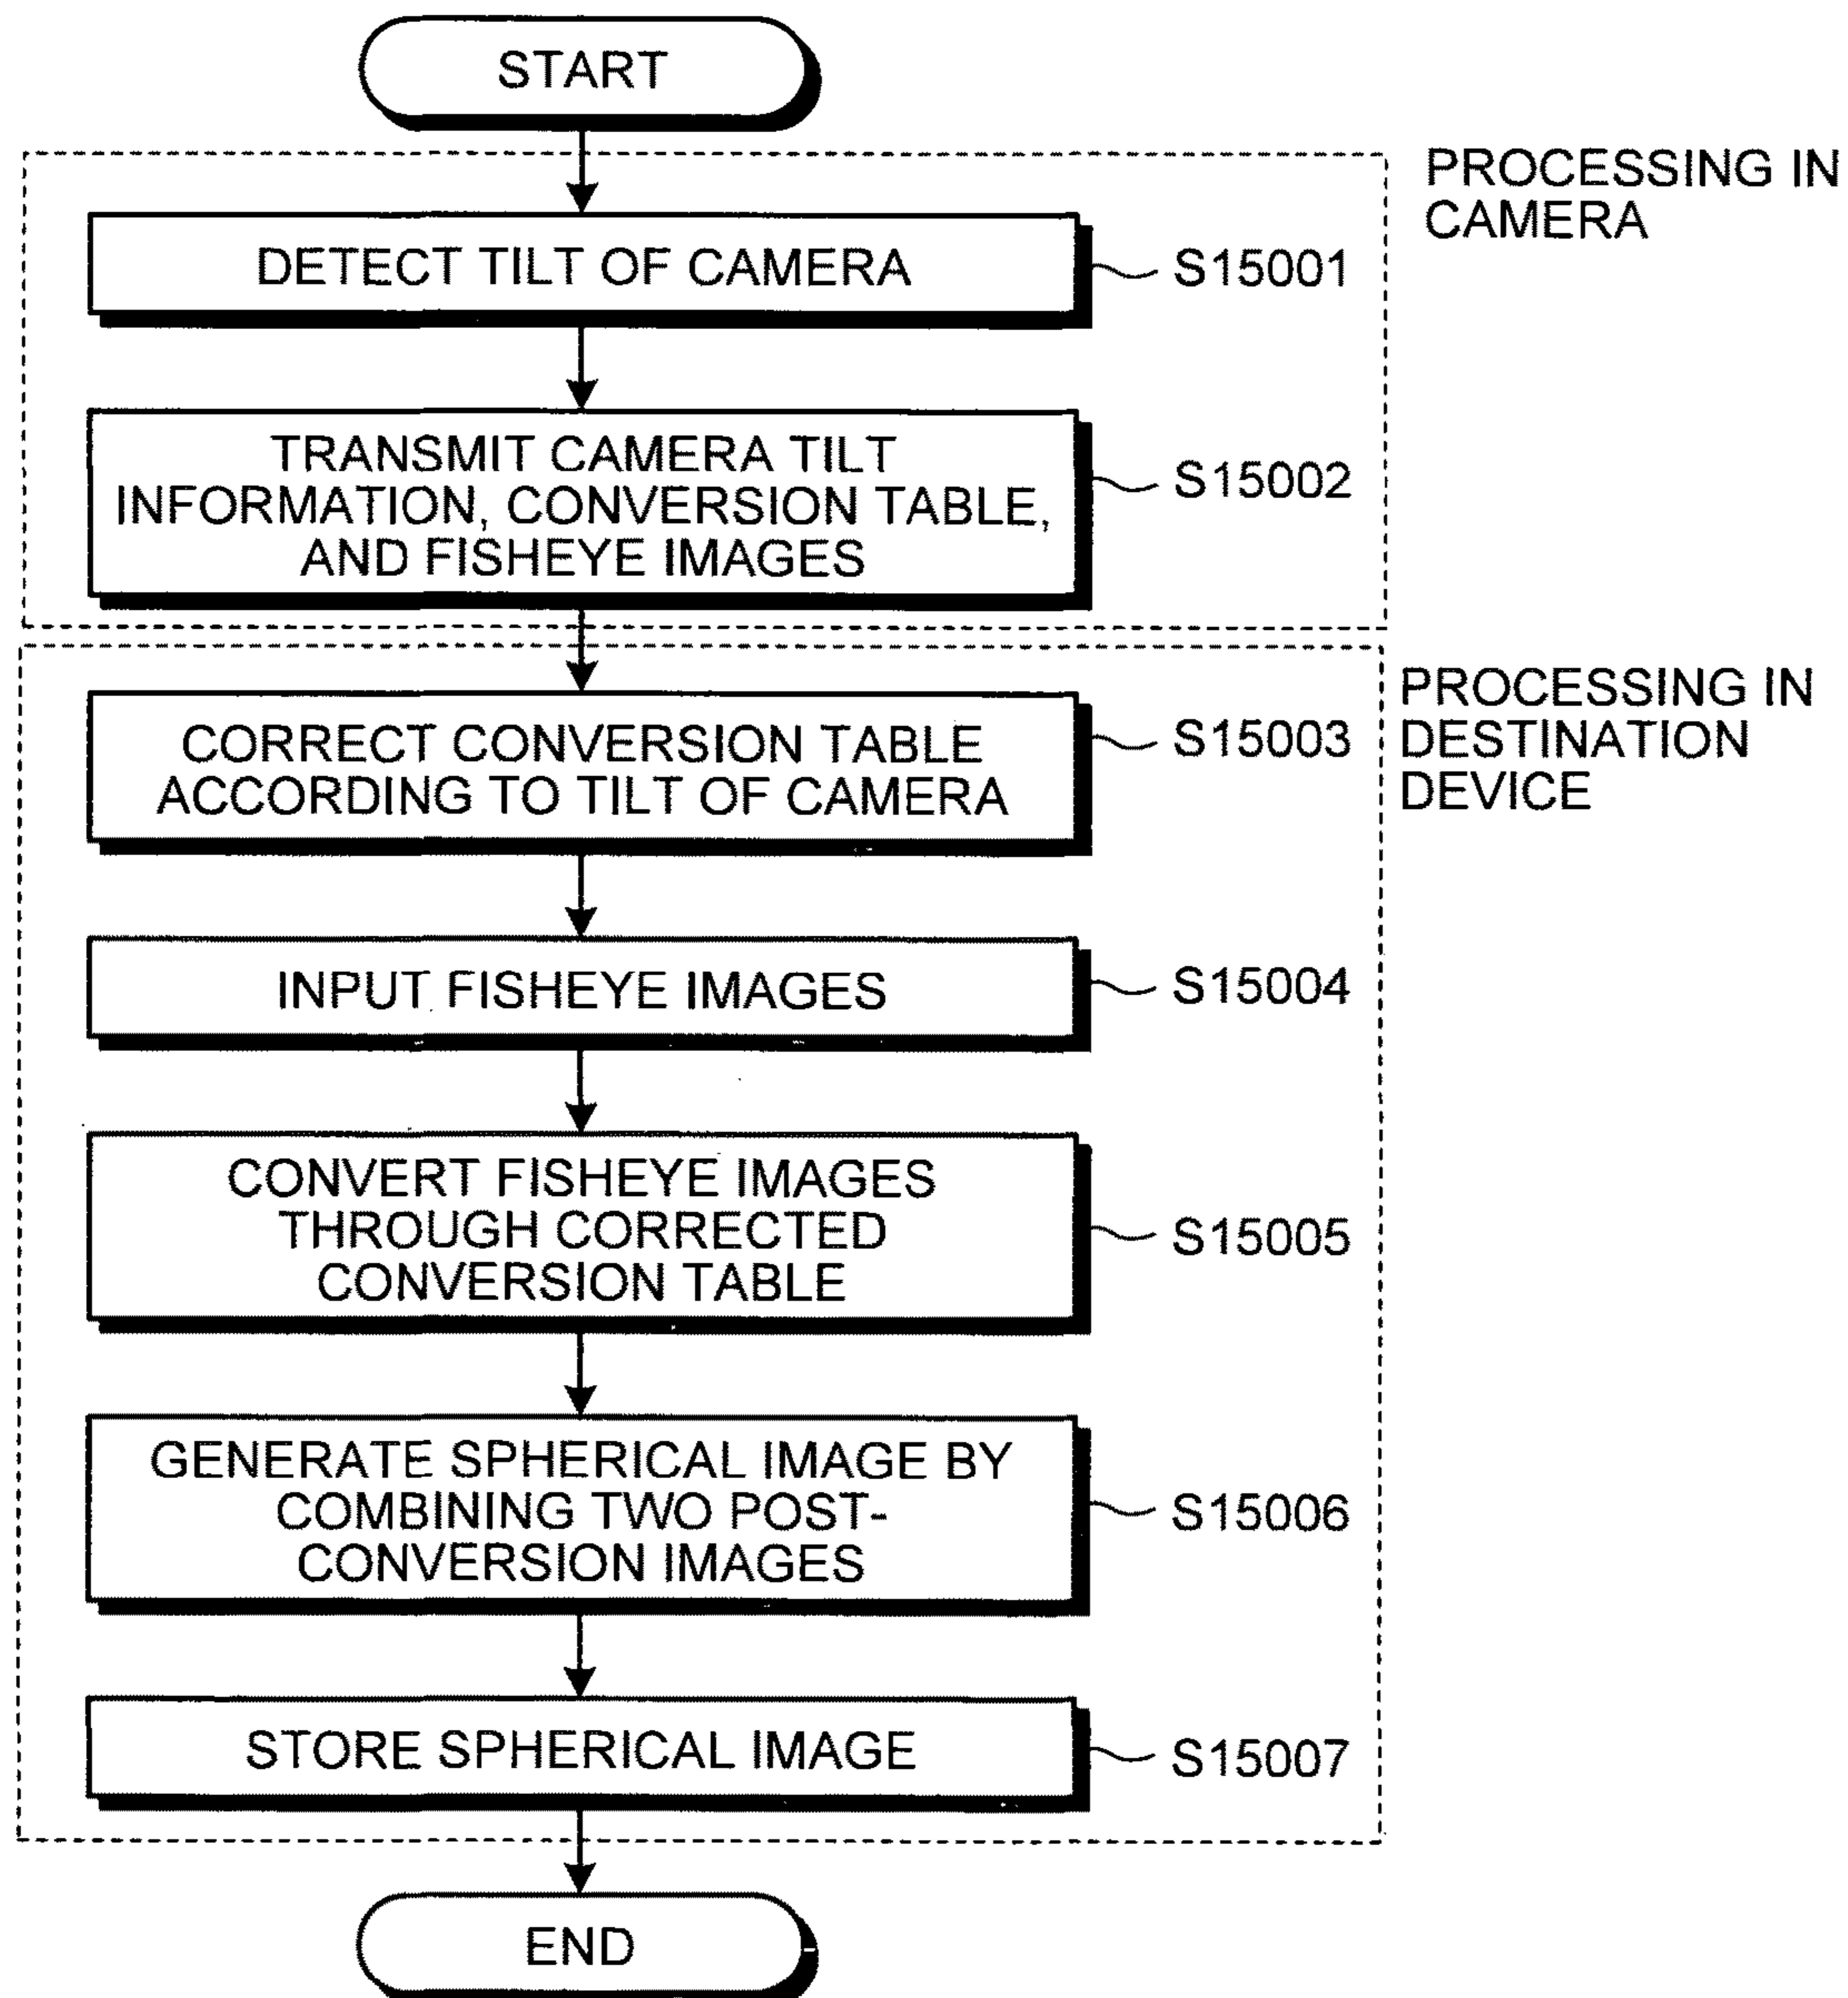 START
PROCESSING IN
CAMERA
DETECT TILT OF CAMERA
S15001
TRANSMIT CAMERA TILT
INFORMATION, CONVERSION TABLE,
AND FISHEYE IMAGES
S15002
PROCESSING IN
DESTINATION
DEVICE
CORRECT CONVERSION TABLE
ACCORDING TO TILT OF CAMERA
S15003
INPUT FISHEYE IMAGES
S15004
CONVERT FISHEYE IMAGES
THROUGH CORRECTED
CONVERSION TABLE
S15005
GENERATE SPHERICAL IMAGE BY
COMBINING TWO POST-
CONVERSION IMAGES
S15006
STORE SPHERICAL IMAGE
S15007
END